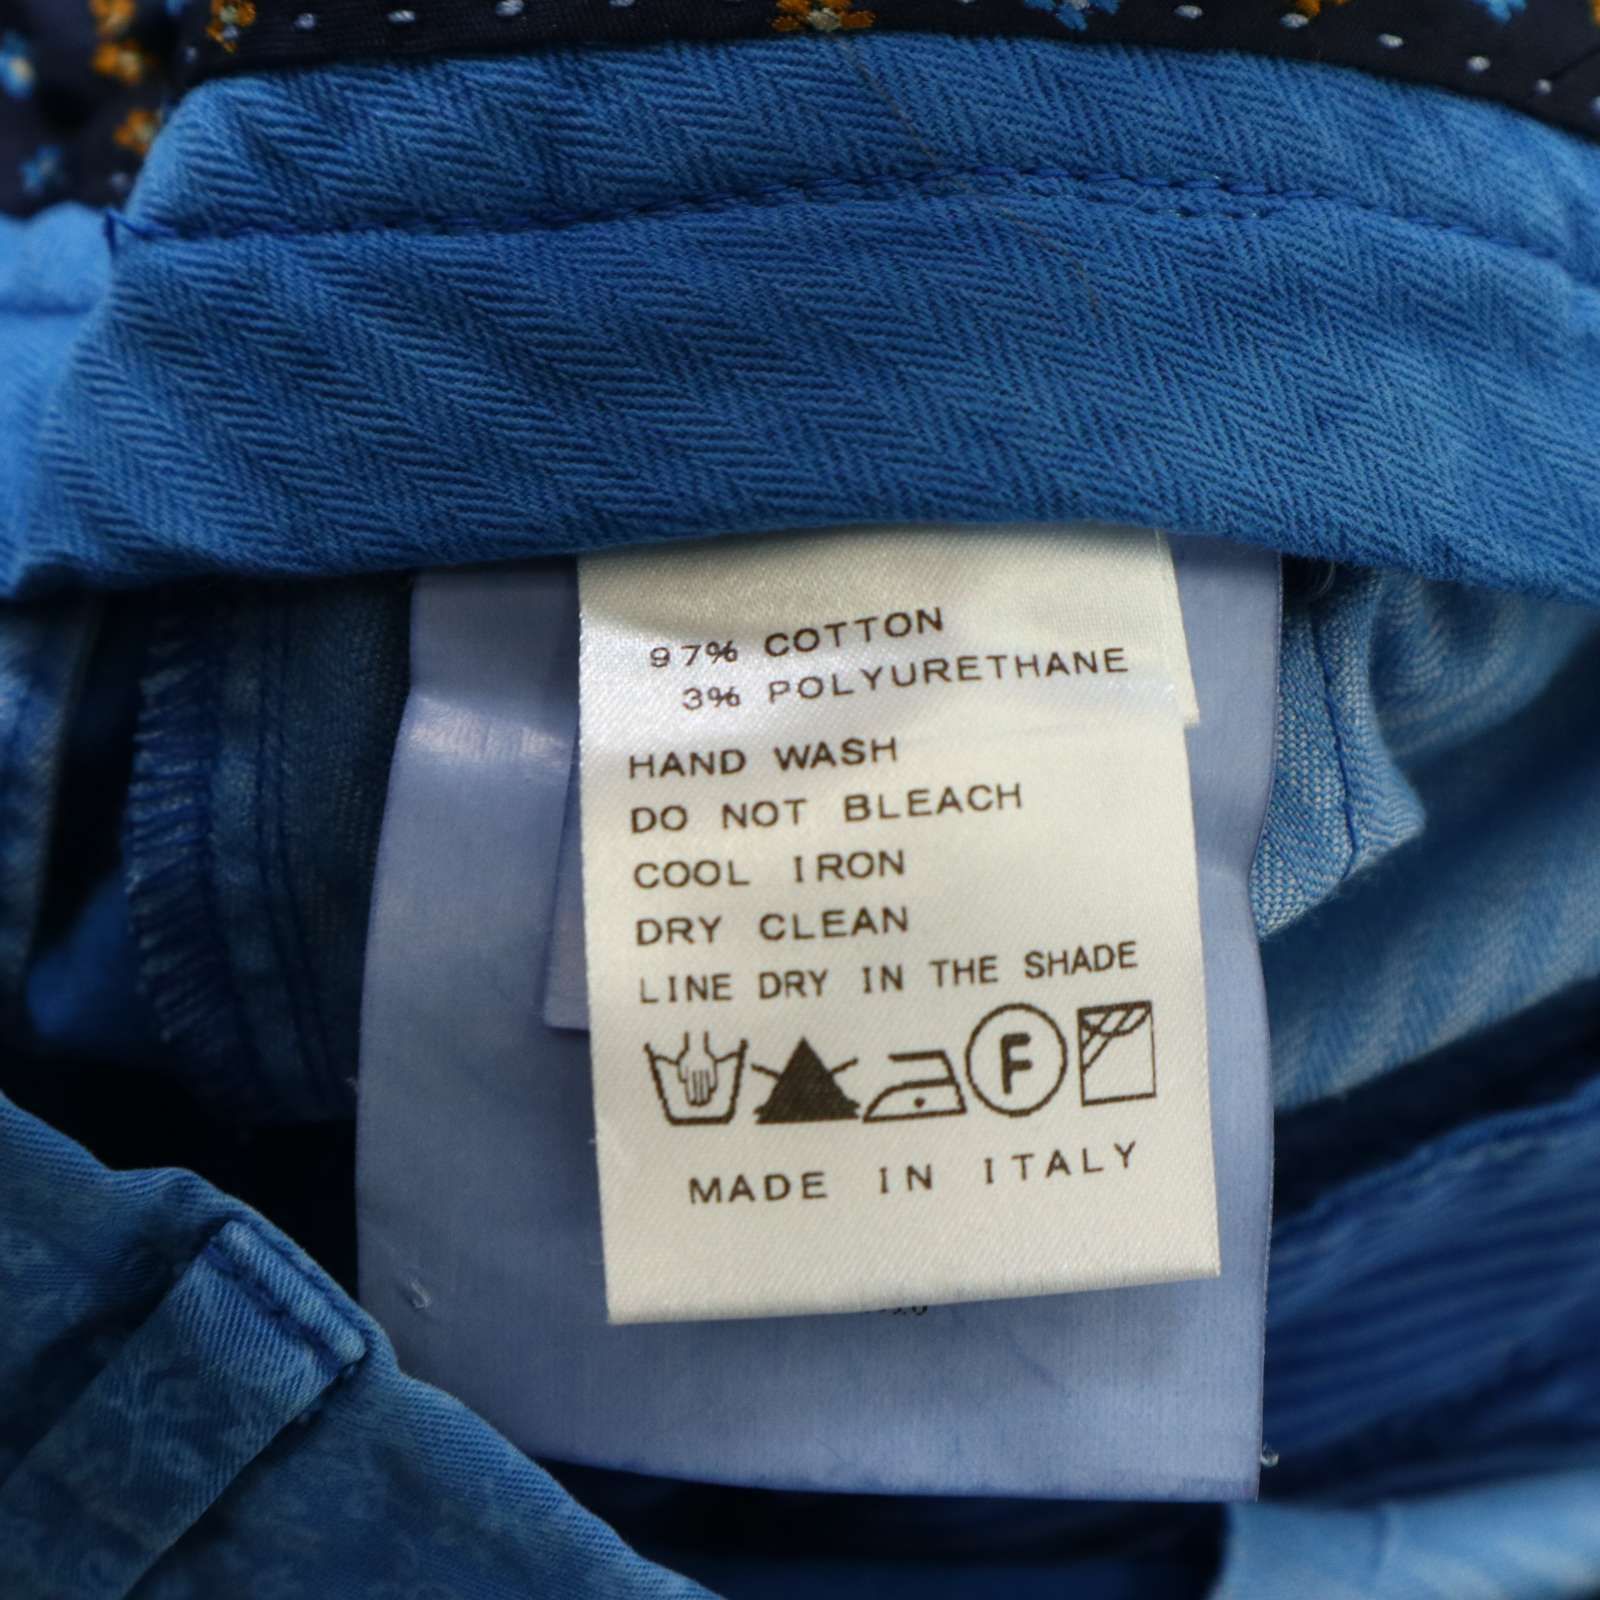 97% COTTON
3% POLYURETHANE
HAND WASH
DO NOT BLEACH
COOL IRON
DRY CLEAN
LINE DRY IN THE SHADE
F
MADE IN ITALY